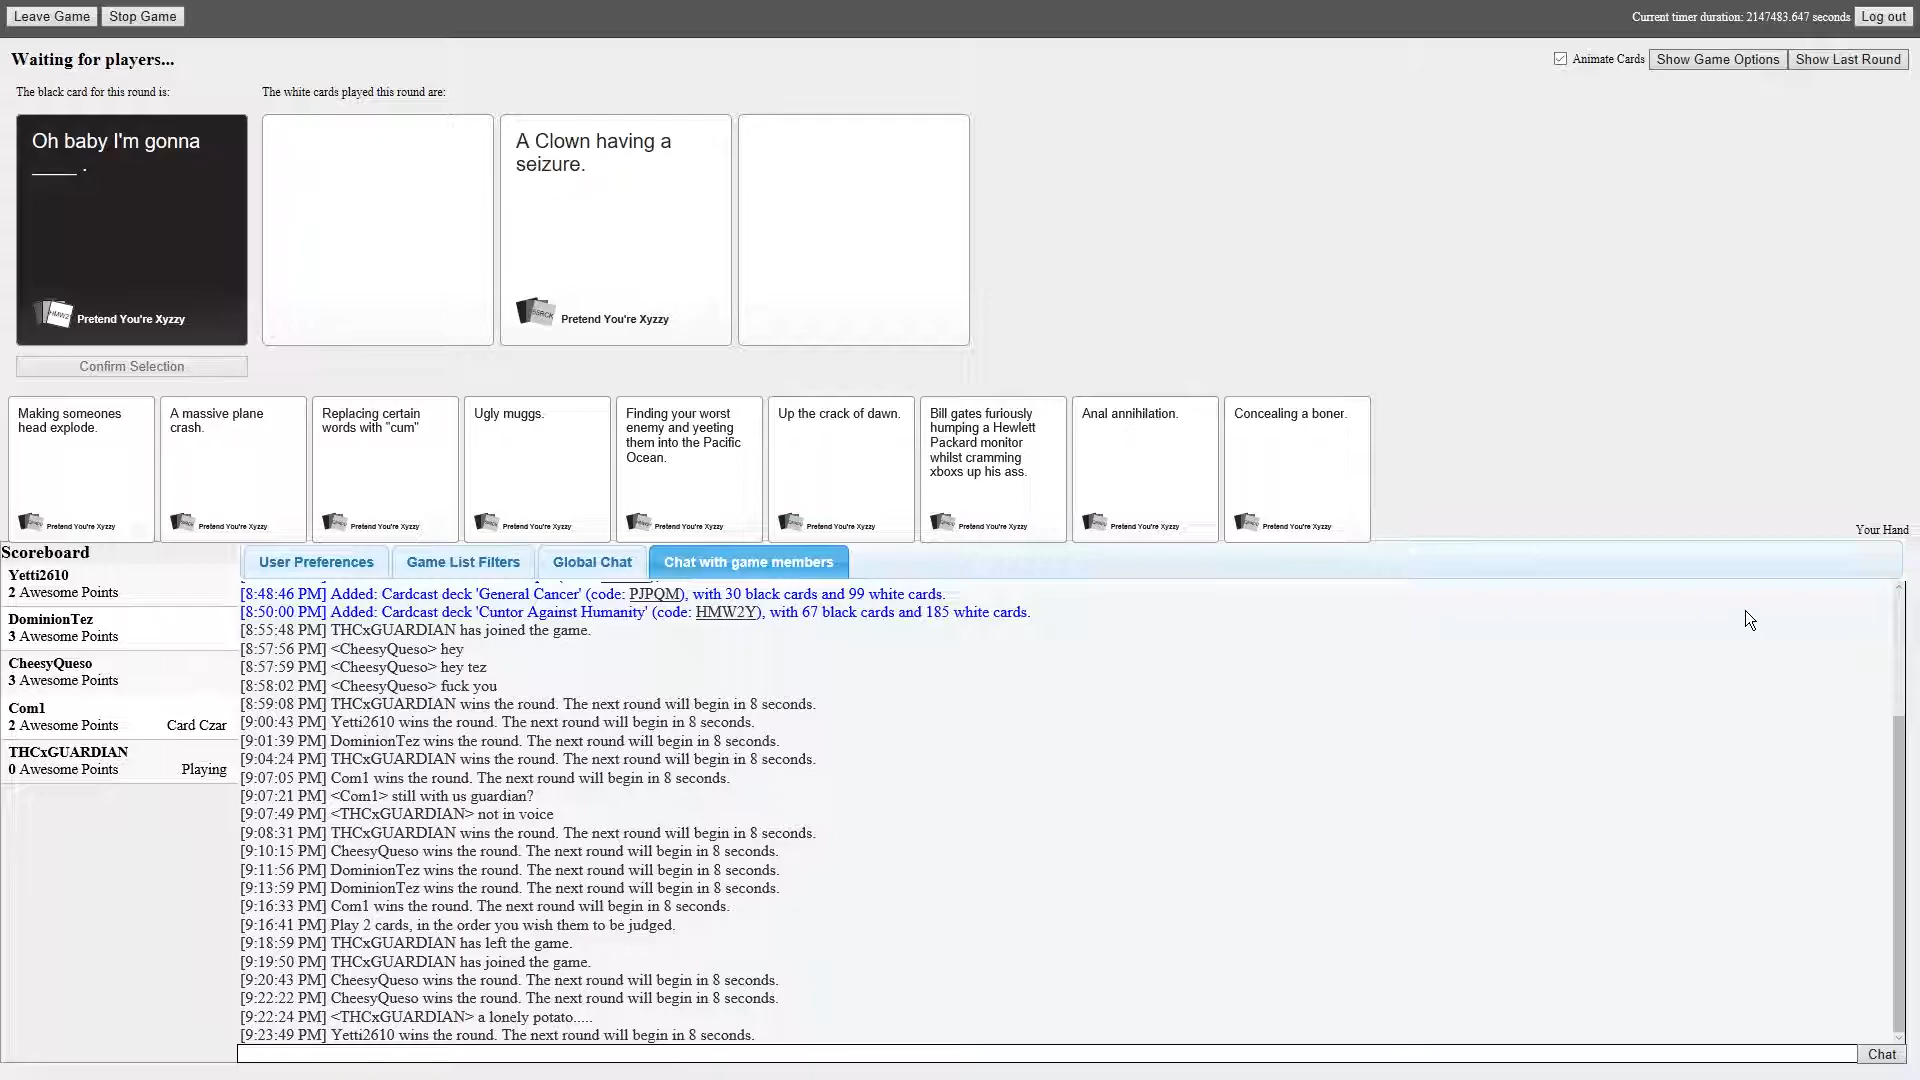 Leave Game
Stop Game
Current timer duration: 2147483.647 seconds
Log out
Waiting for players...
Animate Cards
Show Game Options
Show Last Round
The black card for this round is:
The white cards played this round are:
Oh baby I'm gonna
____ .
HMW2
Pretend You're Xyzzy
A Clown having a
seizure.
Pretend You're Xyzzy
Confirm Selection
Making someones
head explode.
Pretend You're Xyzzy
A massive plane
crash.
Pretend You're Xyzzy
Replacing certain
words with "cum"
Pretend You're Xyzzy
Ugly muggs.
Pretend You're Xyzzy
Finding your worst
enemy and yeeting
them into the Pacific
Ocean.
Pretend You're Xyzzy
Up the crack of dawn.
Pretend You're Xyzzy
Bill gates furiously
humping a Hewlett
Packard monitor
whilst cramming
xboxs up his ass.
Pretend You're Xyzzy
Anal annihilation.
Pretend You're Xyzzy
Concealing a boner.
Pretend You're Xyzzy
Your Hand
Scoreboard
Yetti2610
2 Awesome Points
DominionTez
3 Awesome Points
CheesyQueso
3 Awesome Points
Com1
2 Awesome Points Card Czar
THCxGUARDIAN
0 Awesome Points Playing
User Preferences
Game List Filters
Global Chat
Chat with game members
[8:48:46 PM] Added: Cardcast deck 'General Cancer' (code: PJPQM), with 30 black cards and 99 white cards.
[8:50:00 PM] Added: Cardcast deck 'Cuntor Against Humanity' (code: HMW2Y), with 67 black cards and 185 white cards.
[8:55:48 PM] THCxGUARDIAN has joined the game.
[8:57:56 PM] <CheesyQueso> hey
[8:57:59 PM] <CheesyQueso> hey tez
[8:58:02 PM] <CheesyQueso> fuck you
[8:59:08 PM] THCxGUARDIAN wins the round. The next round will begin in 8 seconds.
[9:00:43 PM] Yetti2610 wins the round. The next round will begin in 8 seconds.
[9:01:39 PM] DominionTez wins the round. The next round will begin in 8 seconds.
[9:04:24 PM] THCxGUARDIAN wins the round. The next round will begin in 8 seconds.
[9:07:05 PM] Com1 wins the round. The next round will begin in 8 seconds.
[9:07:21 PM] <Com1> still with us guardian?
[9:07:49 PM] <THCxGUARDIAN> not in voice
[9:08:31 PM] THCxGUARDIAN wins the round. The next round will begin in 8 seconds.
[9:10:15 PM] CheesyQueso wins the round. The next round will begin in 8 seconds.
[9:11:56 PM] DominionTez wins the round. The next round will begin in 8 seconds.
[9:13:59 PM] DominionTez wins the round. The next round will begin in 8 seconds.
[9:16:33 PM] Com1 wins the round. The next round will begin in 8 seconds.
[9:16:41 PM] Play 2 cards, in the order you wish them to be judged.
[9:18:59 PM] THCxGUARDIAN has left the game.
[9:19:50 PM] THCxGUARDIAN has joined the game.
[9:20:43 PM] CheesyQueso wins the round. The next round will begin in 8 seconds.
[9:22:22 PM] CheesyQueso wins the round. The next round will begin in 8 seconds.
[9:22:24 PM] <THCxGUARDIAN> a lonely potato.....
[9:23:49 PM] Yetti2610 wins the round. The next round will begin in 8 seconds.
Chat